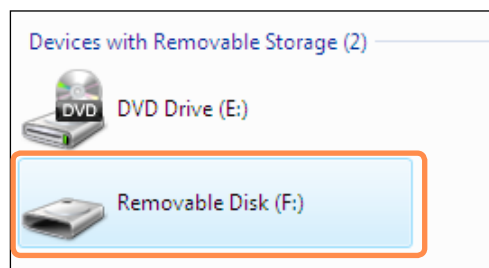 Devices with Removable Storage (2)
DVD
DVD Drive (E:)
Removable Disk (F:)